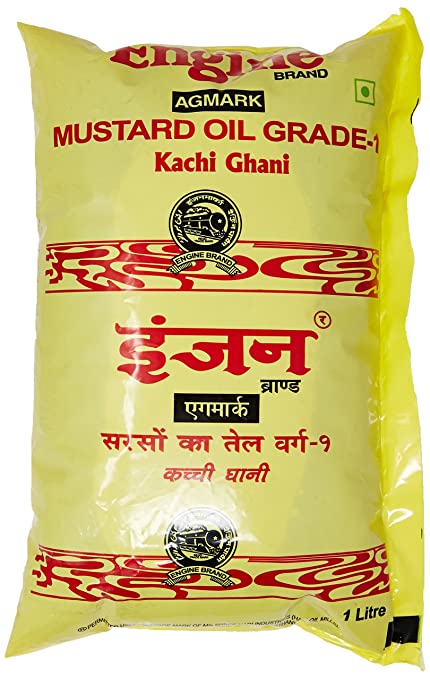 Engine
BRAND
AGMARK
MUSTARD OIL GRADE-1
Kachi Ghani
ENGINE BRAND
इंजन
र
ब्राण्ड
एगमार्क
सरसों का तेल वर्ग-१
कच्ची घानी
ENGINE BRAND
1 Litre